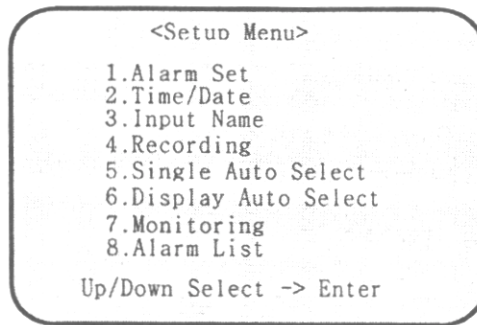 <Setup Menu>
1.Alarm Set
2.Time/Date
3.Input Name
4.Recording
5.Single Auto Select
6.Display Auto Select
7.Monitoring
8.Alarm List
Up/Down Select -> Enter